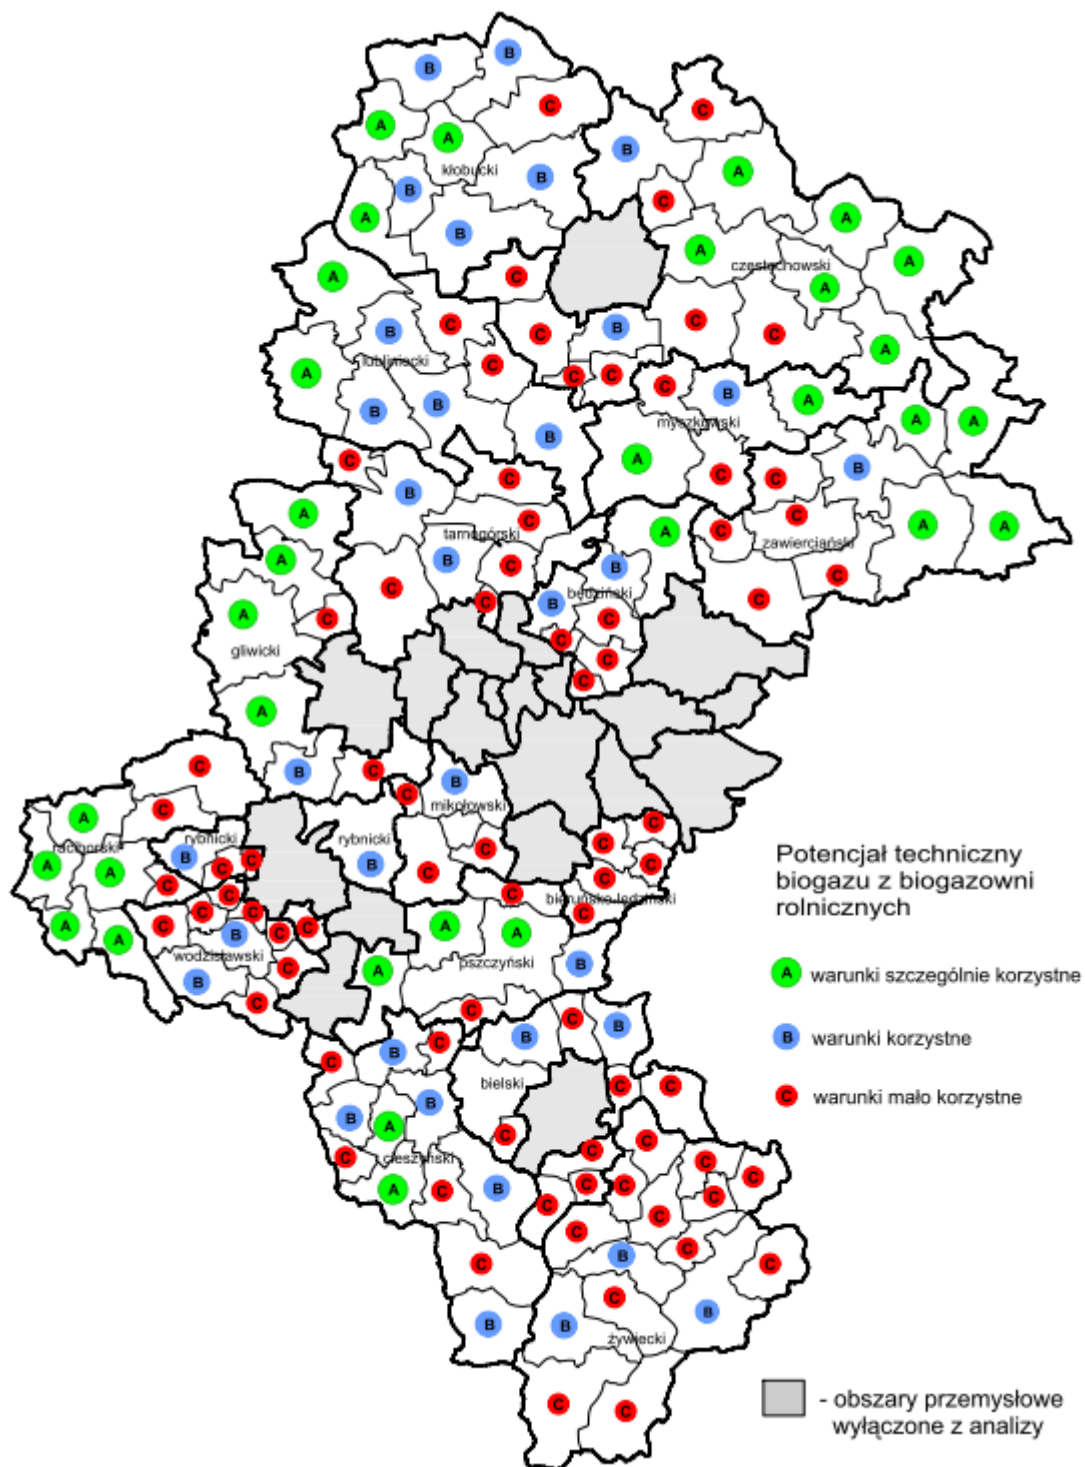 B
B
C
C
A
A
B
kłobucki
B
B
A
C
A
B
A
A
częstochowski
A
A
A
A
C
C
B
lubliniecki
C
C
C
B
C
C
A
A
C
C
C
B
myszkowski
A
A
A
B
B
B
A
C
C
B
C
B
C
A
C
tarnogórski
C
A
C
zawierciański
A
A
A
B
C
B
będziński
C
C
C
A
gliwicki
C
C
B
C
C
C
C
A
C
B
C
B
mikołowski
C
C
A
raciborski
rybnicki
rybnicki
C
C
C
A
A
B
C
C
B
C
C
C
C
bieruńsko-lędziński
C
C
C
C
C
C
A
A
C
B
wodzisławski
C
C
A
A
pszczyński
B
C
B
A
C
C
B
C
B
C
C
B
bielski
C
C
B
B
A
C
C
C
cieszyński
A
C
B
C
C
C
C
C
C
C
C
C
B
C
C
C
B
B
C
B
żywiecki
C
C
Potencjał techniczny
biogazu z biogazowni
rolnicznych
A warunki szczególnie korzystne
B warunki korzystne
C warunki mało korzystne
- obszary przemysłowe
wyłączone z analizy